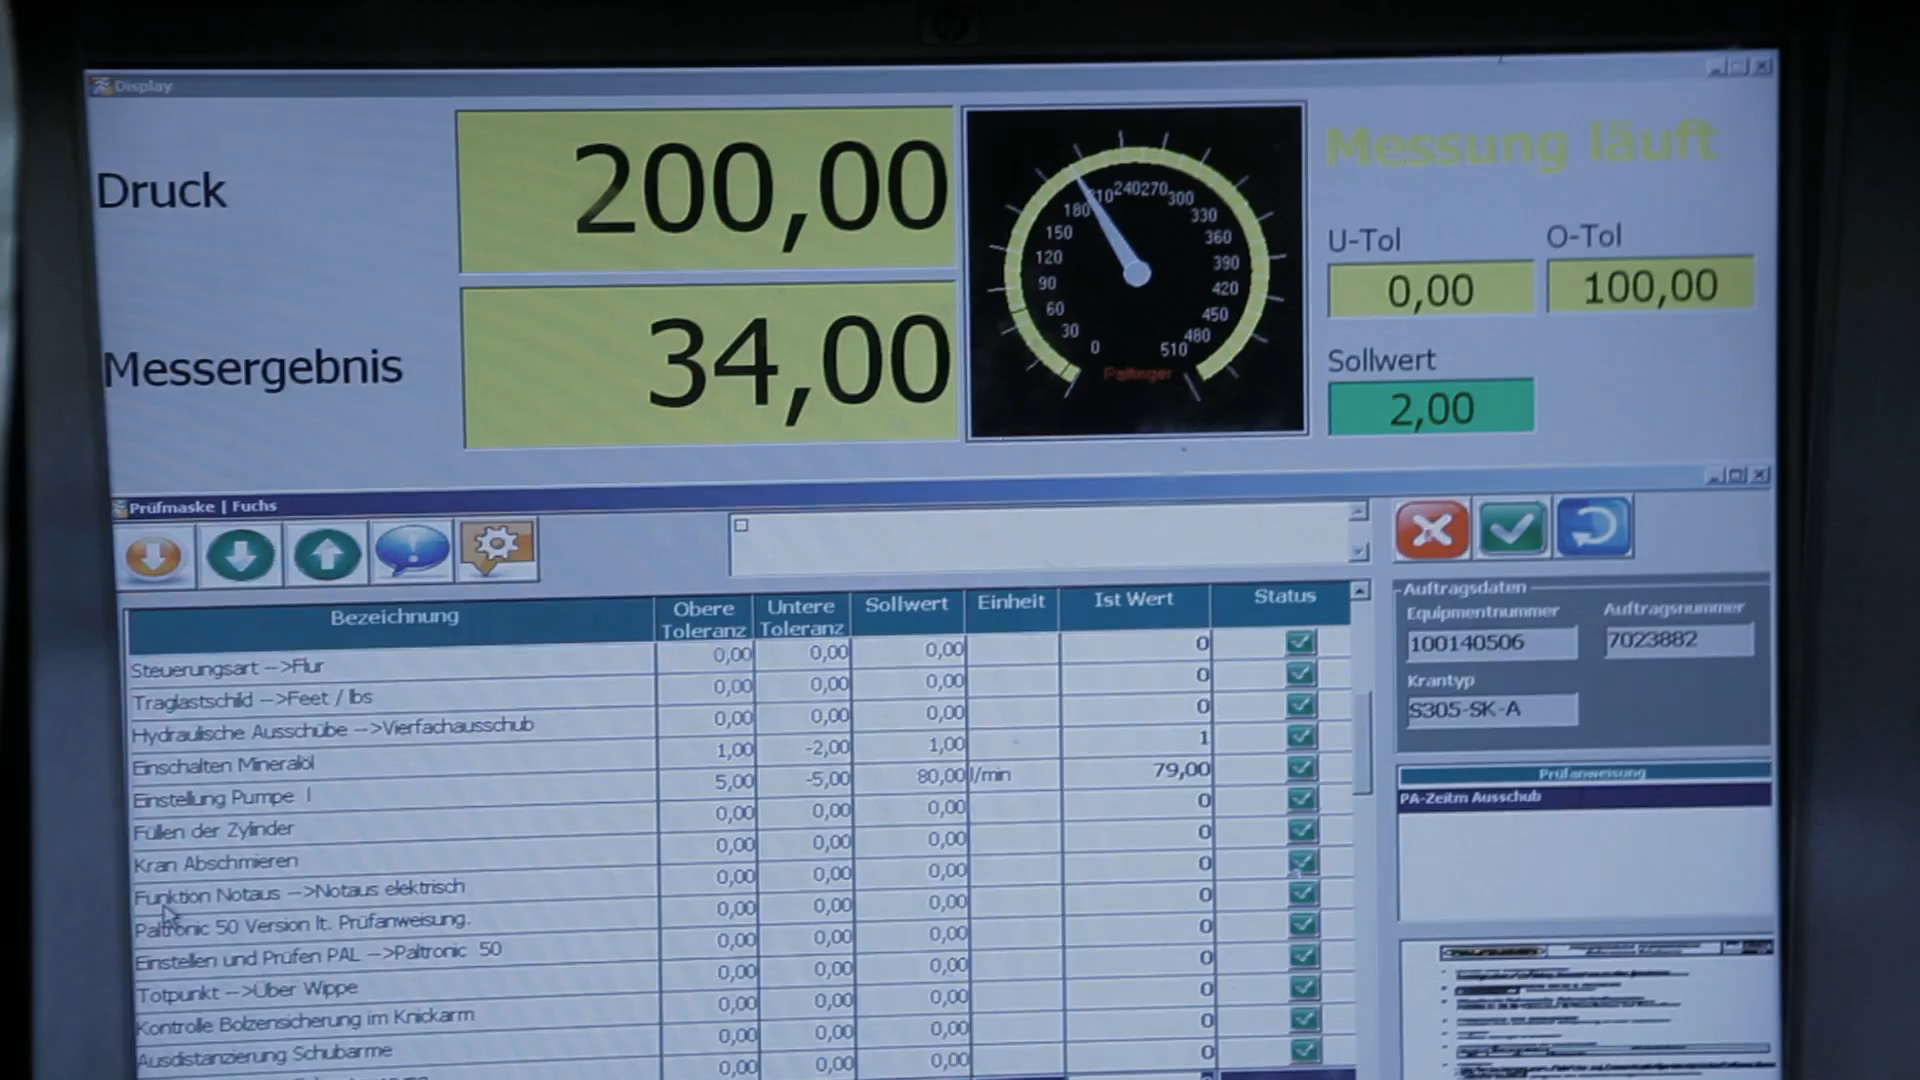 Display
Druck
200,00
Messergebnis
34,00
0
30
60
90
120
150
180
210
240
270
300
330
360
390
420
450
480
510
Palfinger
Messung läuft
U-Tol
O-Tol
0,00
100,00
Sollwert
2,00
Prüfmaske | Fuchs
Bezeichnung Obere Toleranz Untere Toleranz Sollwert Einheit Ist Wert Status
Steuerungsart -->Flur 0,00 0,00 0,00 0
Traglastschild -->Feet / lbs 0,00 0,00 0,00 0
Hydraulische Ausschübe -->Vierfachausschub 0,00 0,00 0,00 0
Einschalten Mineralöl 1,00 -2,00 1,00 1
Einstellung Pumpe I 5,00 -5,00 80,00 l/min 79,00
Füllen der Zylinder 0,00 0,00 0,00 0
Kran Abschmieren 0,00 0,00 0,00 0
Funktion Notaus -->Notaus elektrisch 0,00 0,00 0,00 0
Paltronic 50 Version lt. Prüfanweisung. 0,00 0,00 0,00 0
Einstellen und Prüfen PAL -->Paltronic 50 0,00 0,00 0,00 0
Totpunkt -->Über Wippe 0,00 0,00 0,00 0
Kontrolle Bolzensicherung im Knickarm 0,00 0,00 0,00 0
Ausdistanzierung Schubarme 0,00 0,00 0,00 0
0,00 0,00 0,00 0
Auftragsdaten
Equipmentnummer
Auftragsnummer
100140506
7023882
Krantyp
S305-SK-A
Prüfanweisung
PA-Zeitm Ausschub